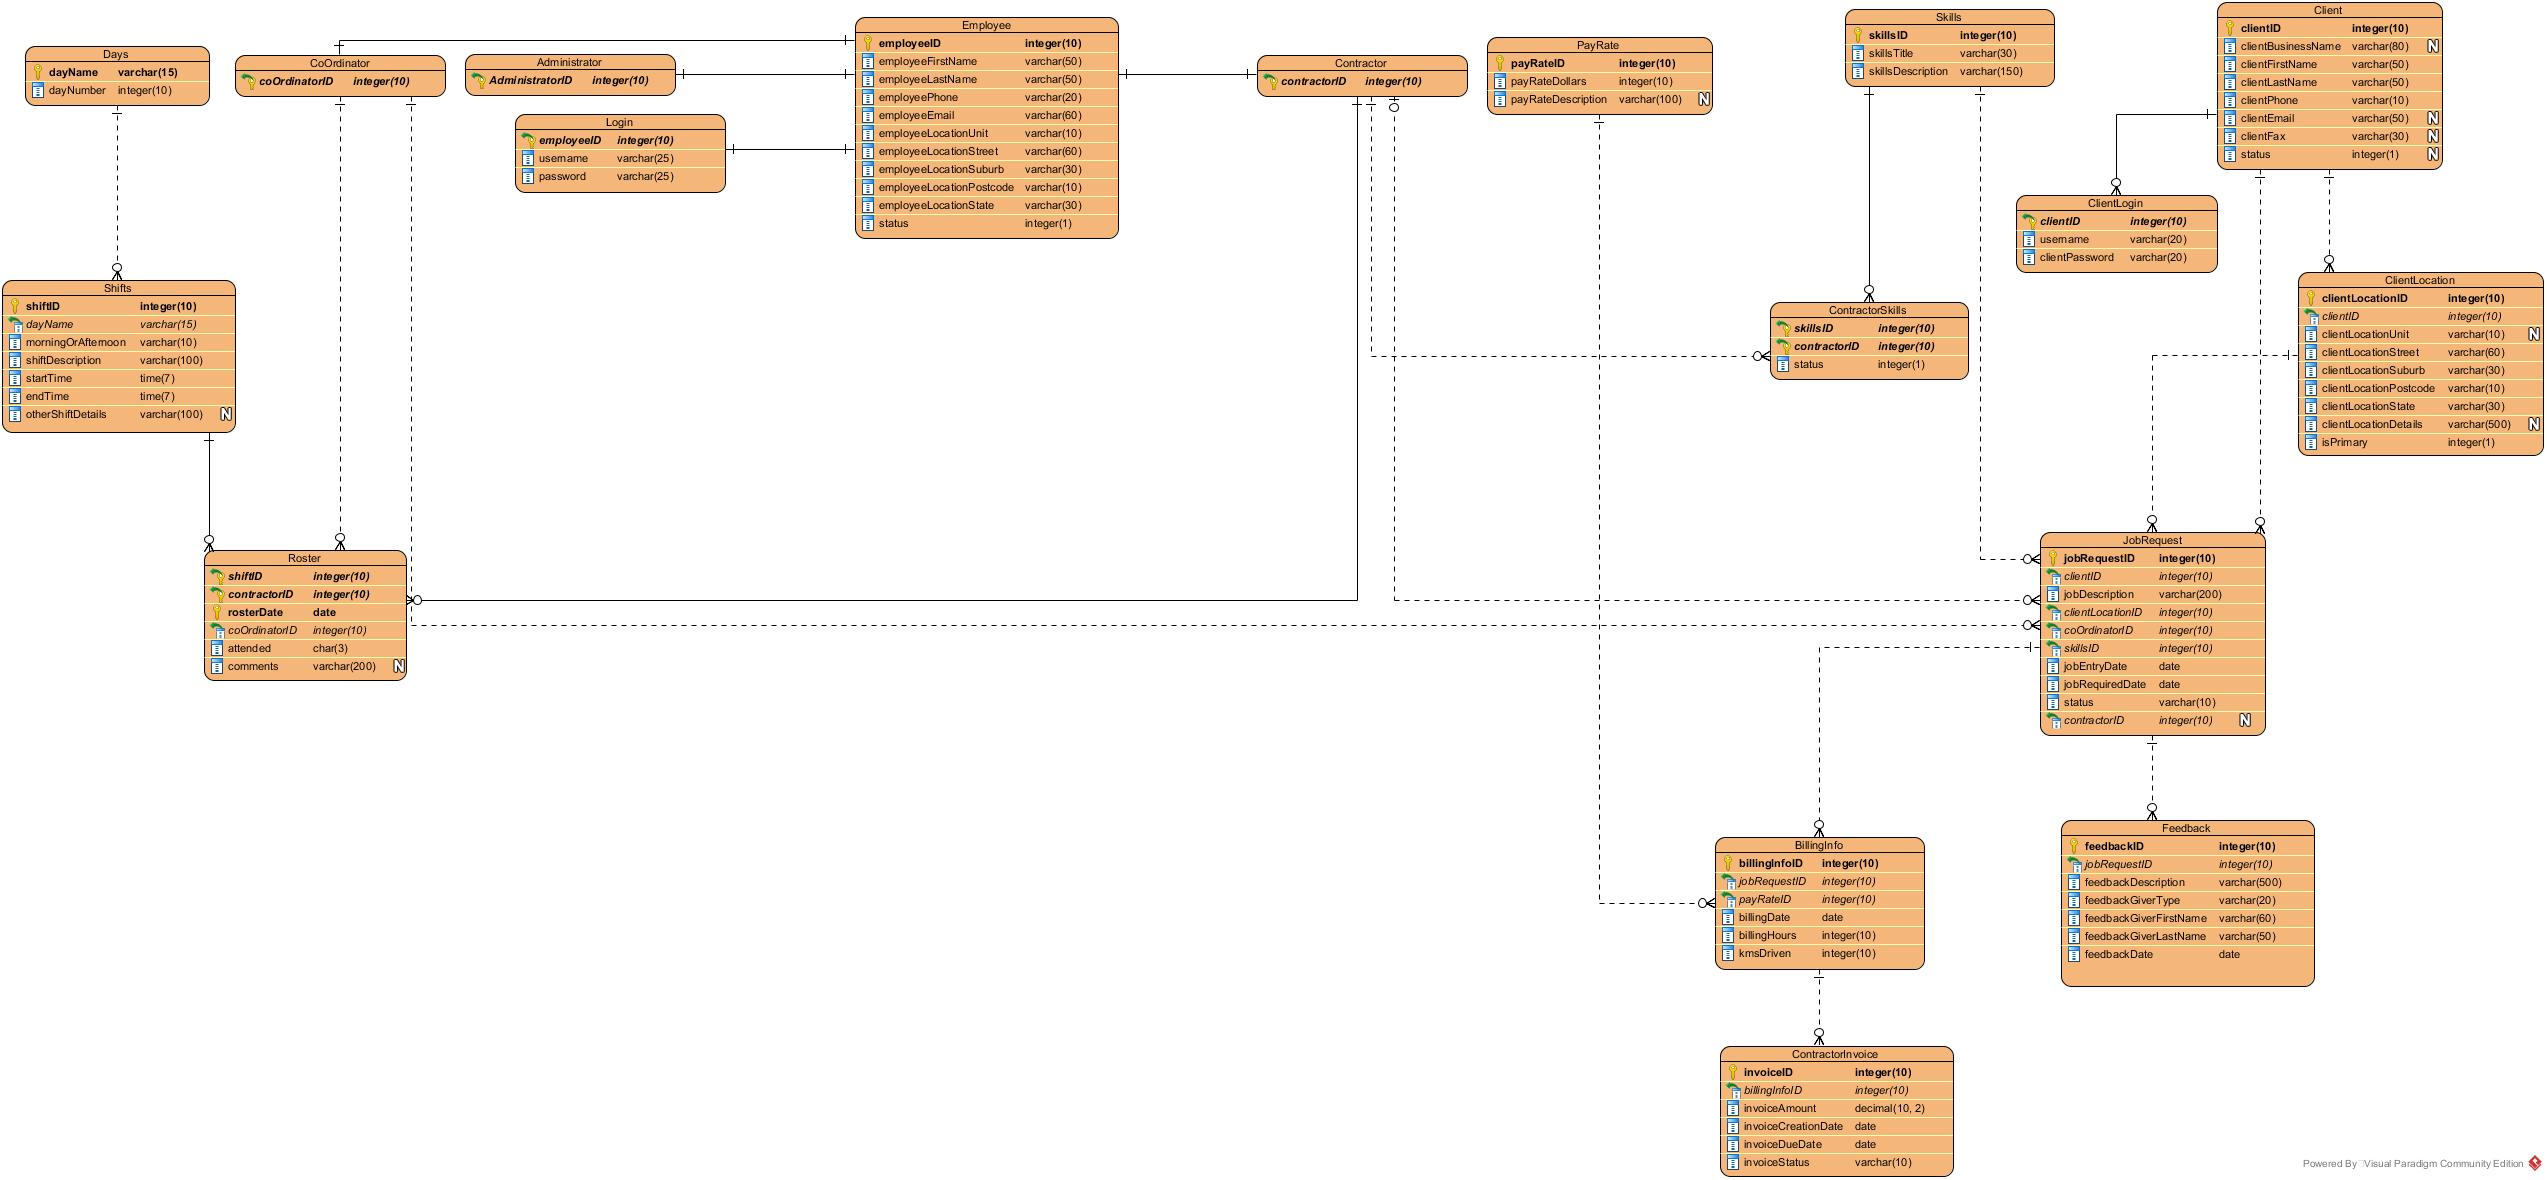 Days
dayName varchar(15)
dayNumber integer(10)
CoOrdinator
coOrdinatorID integer(10)
Administrator
AdministratorID integer(10)
Login
employeeID integer(10)
username varchar(25)
password varchar(25)
Employee
employeeID integer(10)
employeeFirstName varchar(50)
employeeLastName varchar(50)
employeePhone varchar(20)
employeeEmail varchar(60)
employeeLocationUnit varchar(10)
employeeLocationStreet varchar(60)
employeeLocationSuburb varchar(30)
employeeLocationPostcode varchar(10)
employeeLocationState varchar(30)
status integer(1)
Contractor
contractorID integer(10)
PayRate
payRateID integer(10)
payRateDollars integer(10)
payRateDescription varchar(100) N
Skills
skillsID integer(10)
skillsTitle varchar(30)
skillsDescription varchar(150)
Client
clientID integer(10)
clientBusinessName varchar(80) N
clientFirstName varchar(50)
clientLastName varchar(50)
clientPhone varchar(10)
clientEmail varchar(50) N
clientFax varchar(30) N
status integer(1) N
ClientLogin
clientID integer(10)
username varchar(20)
clientPassword varchar(20)
ClientLocation
clientLocationID integer(10)
clientID integer(10)
clientLocationUnit varchar(10) N
clientLocationStreet varchar(60)
clientLocationSuburb varchar(30)
clientLocationPostcode varchar(10)
clientLocationState varchar(30)
clientLocationDetails varchar(500) N
isPrimary integer(1)
Shifts
shiftID integer(10)
dayName varchar(15)
morningOrAfternoon varchar(10)
shiftDescription varchar(100)
startTime time(7)
endTime time(7)
otherShiftDetails varchar(100) N
ContractorSkills
skillsID integer(10)
contractorID integer(10)
status integer(1)
Roster
shiftID integer(10)
contractorID integer(10)
rosterDate date
coOrdinatorID integer(10)
attended char(3)
comments varchar(200) N
JobRequest
jobRequestID integer(10)
clientID integer(10)
jobDescription varchar(200)
clientLocationID integer(10)
coOrdinatorID integer(10)
skillsID integer(10)
jobEntryDate date
jobRequiredDate date
status varchar(10)
contractorID integer(10) N
BillingInfo
billingInfoID integer(10)
jobRequestID integer(10)
payRateID integer(10)
billingDate date
billingHours integer(10)
kmsDriven integer(10)
Feedback
feedbackID integer(10)
jobRequestID integer(10)
feedbackDescription varchar(500)
feedbackGiverType varchar(20)
feedbackGiverFirstName varchar(60)
feedbackGiverLastName varchar(50)
feedbackDate date
ContractorInvoice
invoiceID integer(10)
billingInfoID integer(10)
invoiceAmount decimal(10, 2)
invoiceCreationDate date
invoiceDueDate date
invoiceStatus varchar(10)
Powered By Visual Paradigm Community Edition